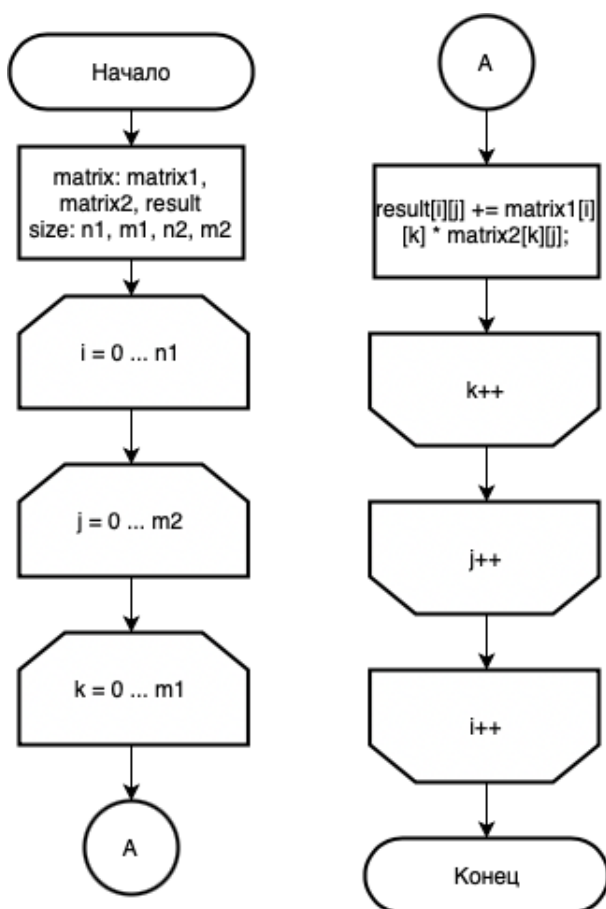 Начало
matrix: matrix1,
matrix2, result
size: n1, m1, n2, m2
i = 0 ... n1
j = 0 ... m2
k = 0 ... m1
A
A
result[i][j] += matrix1[i]
[k] * matrix2[k][j];
k++
j++
i++
Конец